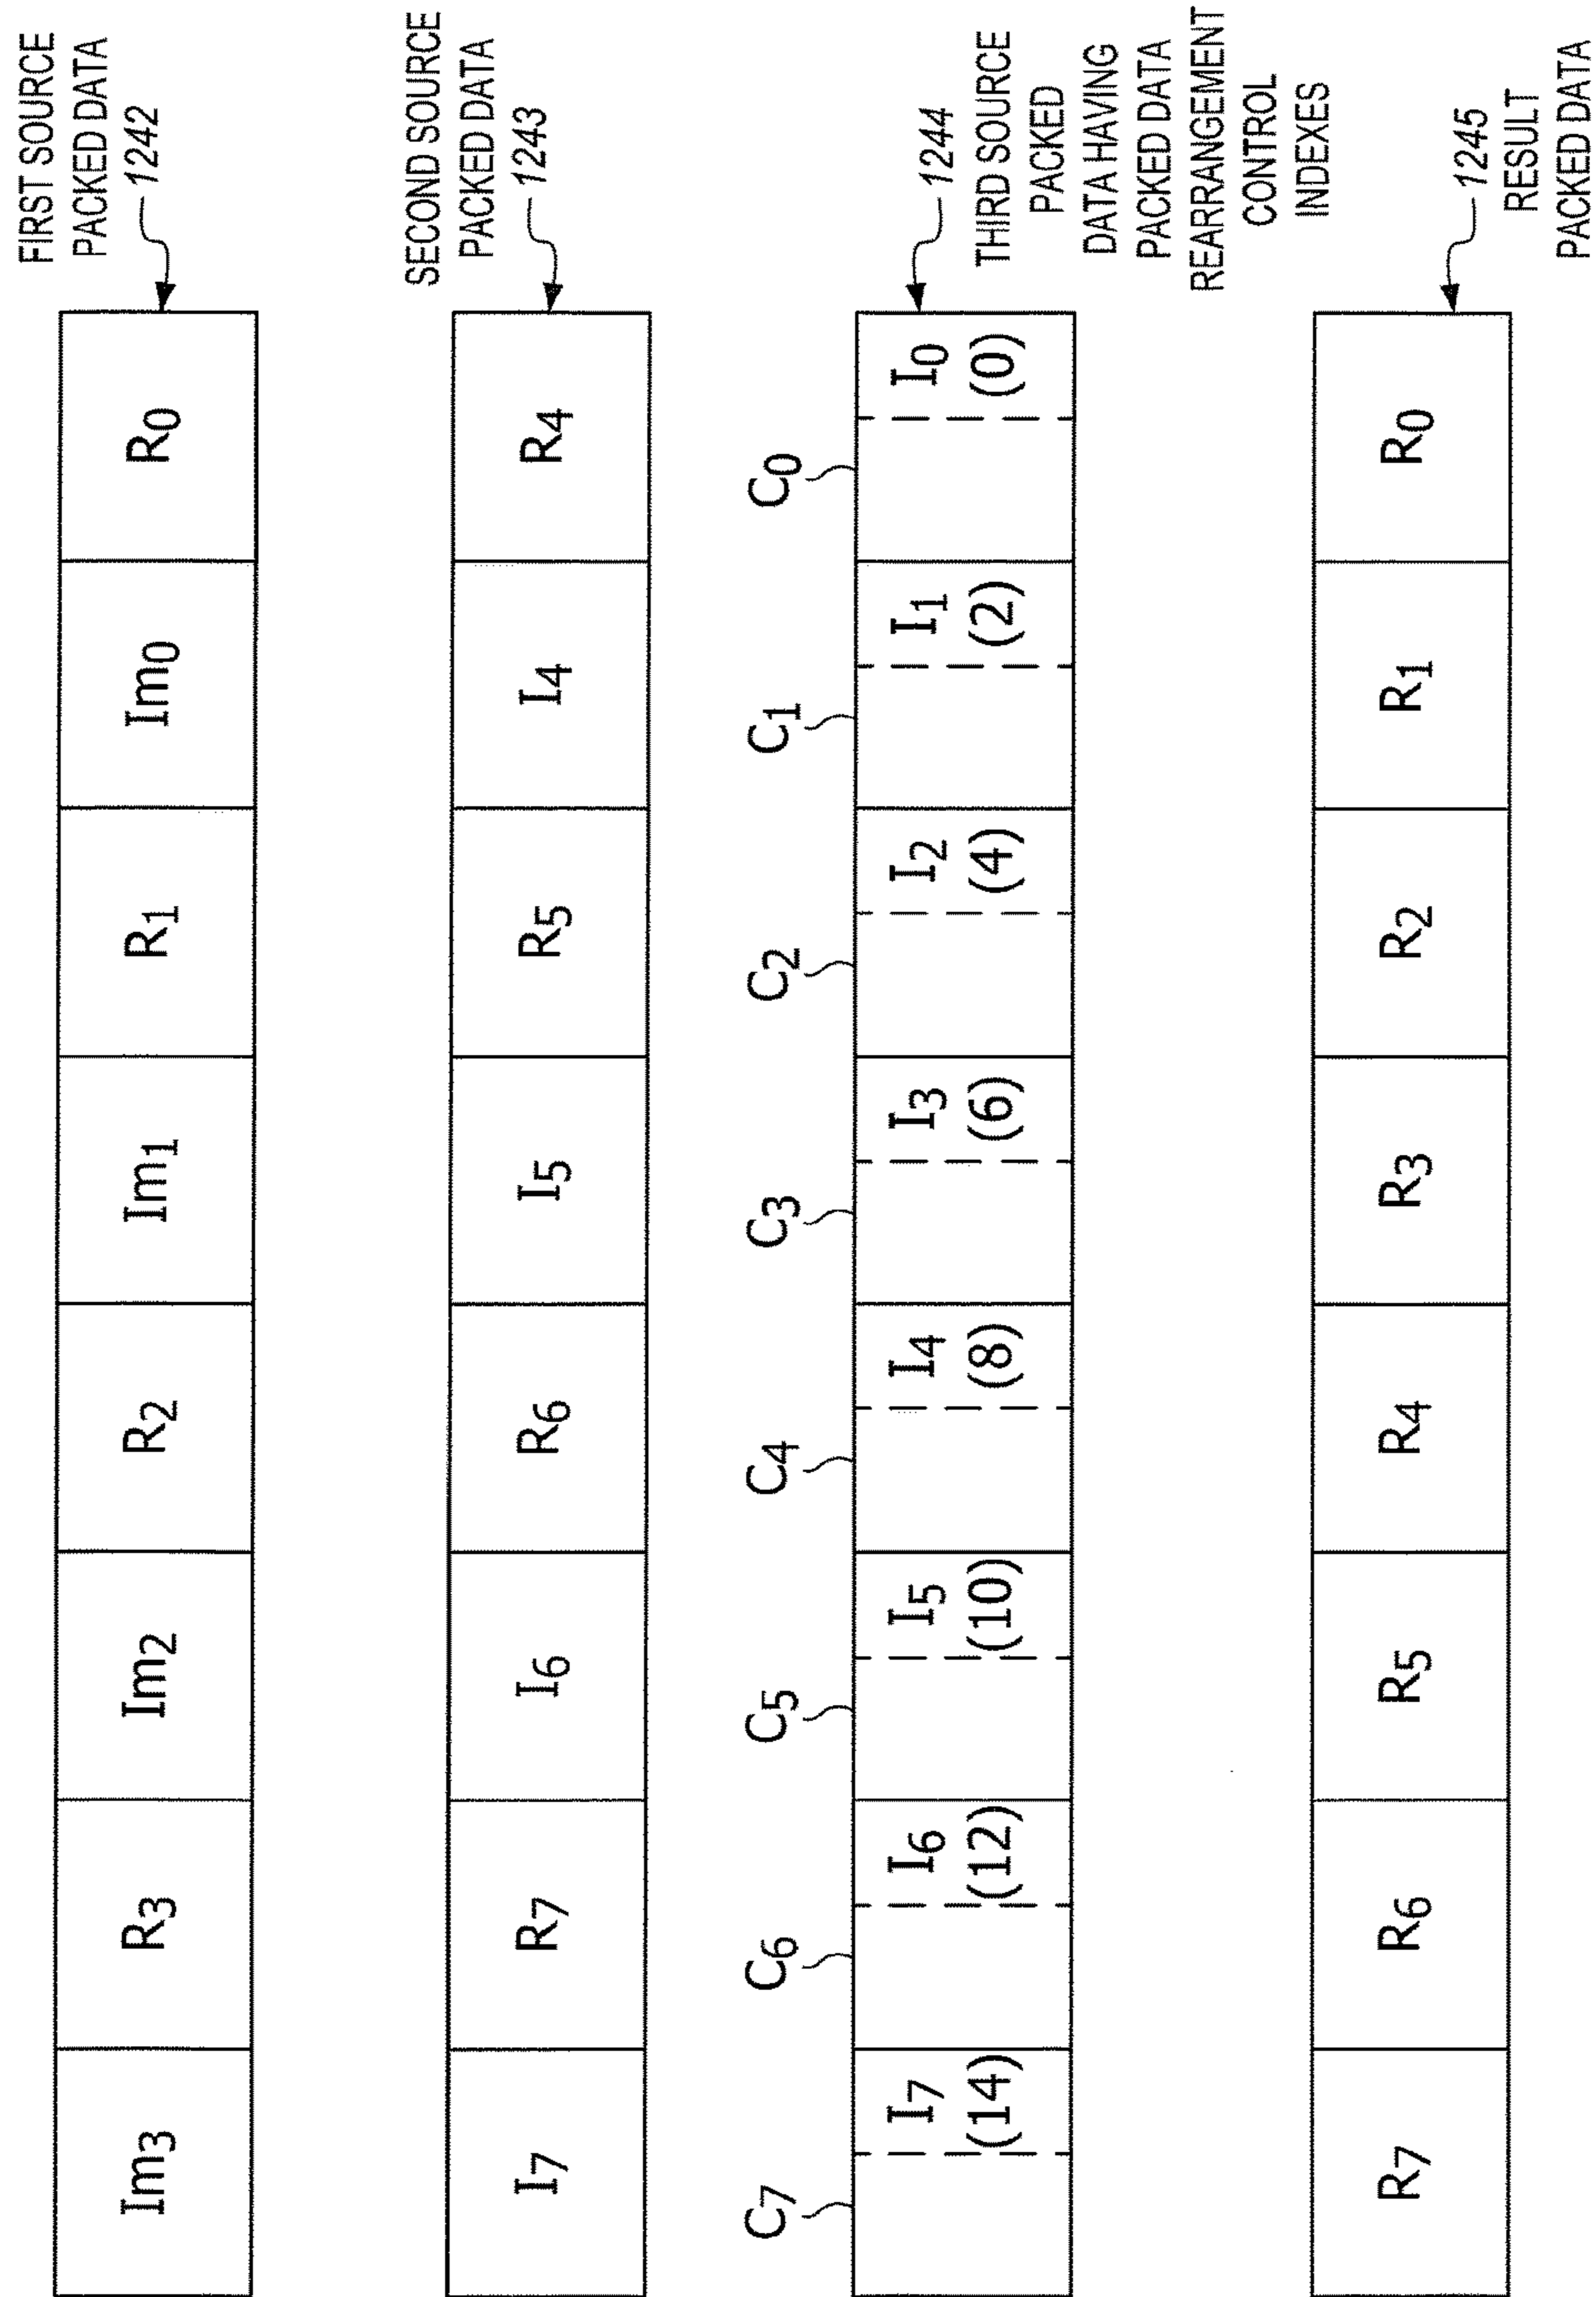 FIRST SOURCE
PACKED DATA
1242
Im3 R3 Im2 R2 Im1 R1 Im0 R0
SECOND SOURCE
PACKED DATA
1243
I7 R7 I6 R6 I5 R5 I4 R4
C7 C6 C5 C4 C3 C2 C1 C0
1244
I7 I6 I5 I4 I3 I2 I1 I0
(14) (12) (10) (8) (6) (4) (2) (0)
THIRD SOURCE
PACKED
DATA HAVING
PACKED DATA
REARRANGEMENT
CONTROL
INDEXES
R7 R6 R5 R4 R3 R2 R1 R0
1245
RESULT
PACKED DATA